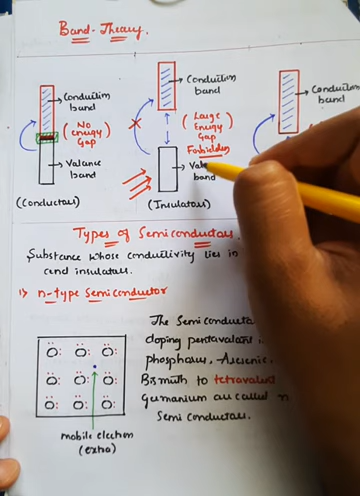 Band-Theory.
Conduction band
(No energy Gap)
Valance band
(Conductors)
Conduction band
(Large Energy Gap Forbidden
band
(Insulators)
Conduction band
Types of Semiconductors.
Substance whose conductivity lies in
and insulators.
1) n-type Semiconductor
The Semi
doping pentavalent
phosphorus, Arsenic.
Bismuth to tetravalent
Germanium are called n
Semi conductors.
mobile electron
(extra)